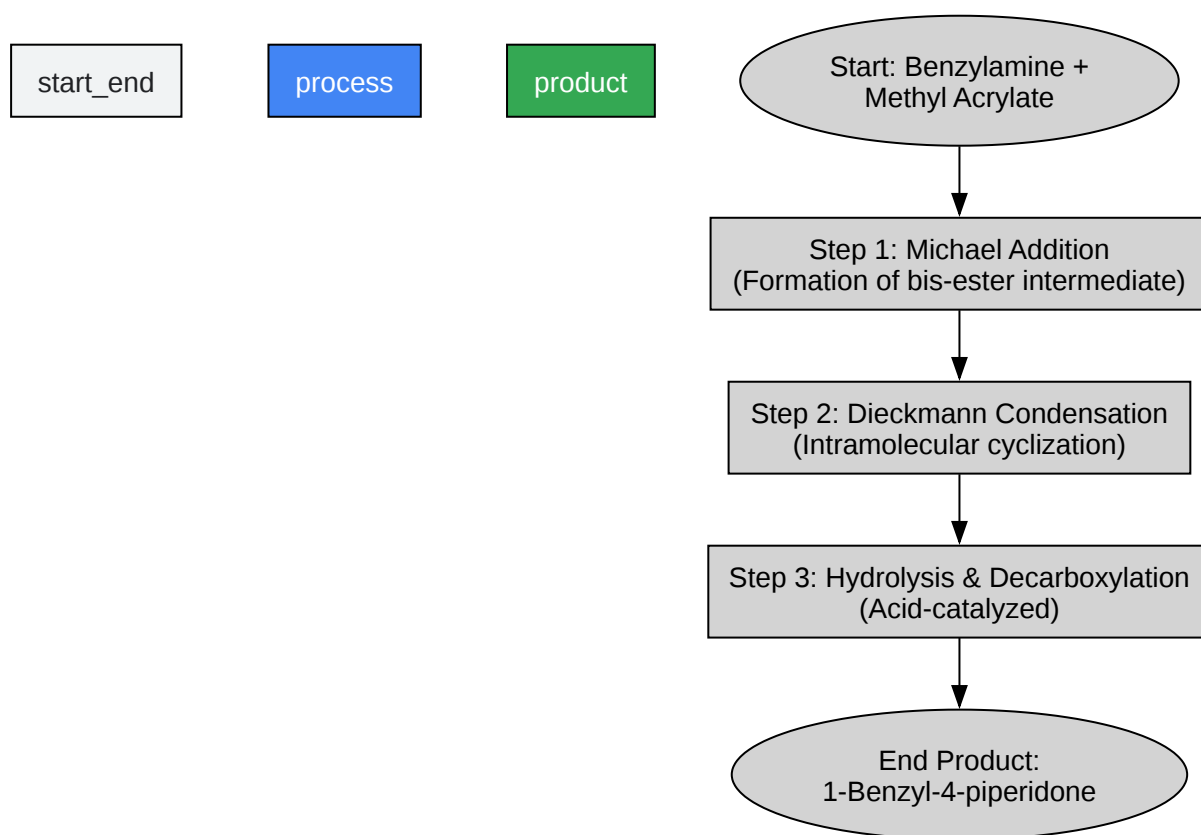 start_end
process
product
Start: Benzylamine +
Methyl Acrylate
Step 1: Michael Addition
(Formation of bis-ester intermediate)
Step 2: Dieckmann Condensation
(Intramolecular cyclization)
Step 3: Hydrolysis & Decarboxylation
(Acid-catalyzed)
End Product:
1-Benzyl-4-piperidone